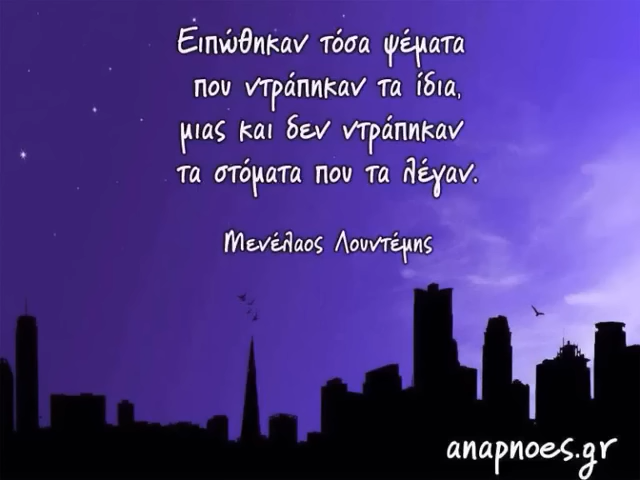 Ειπώθηκαν τόσα ψέματα
που ντράπηκαν τα ίδια,
μιας και δεν ντράπηκαν
τα στόματα που τα λέγαν.
Μενέλαος Λουντέμης
anapnoes.gr